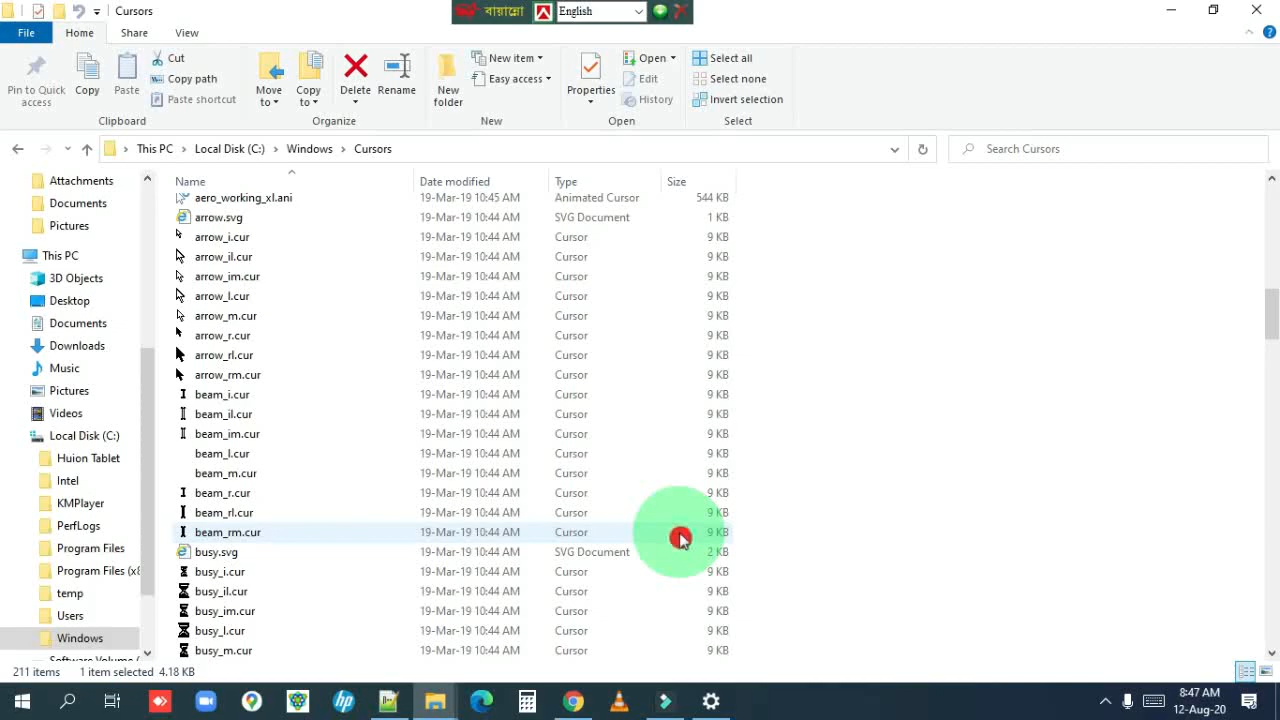 Cursors
বায়ান্নো
English
File Home Share View
Pin to Quick access
Copy
Paste
Cut
Copy path
Paste shortcut
Clipboard
Move to
Copy to
Delete
Rename
Organize
New folder
New item
Easy access
New
Properties
Open
Edit
History
Open
Select all
Select none
Invert selection
Select
This PC > Local Disk (C:) > Windows > Cursors
Search Cursors
Attachments
Documents
Pictures
This PC
3D Objects
Desktop
Documents
Downloads
Music
Pictures
Videos
Local Disk (C:)
Huion Tablet
Intel
KMPlayer
PerfLogs
Program Files
Program Files (x8
temp
Users
Windows
System Volume (
Name Date modified Type Size
aero_working_xl.ani 19-Mar-19 10:45 AM Animated Cursor 544 KB
arrow.svg 19-Mar-19 10:44 AM SVG Document 1 KB
arrow_i.cur 19-Mar-19 10:44 AM Cursor 9 KB
arrow_il.cur 19-Mar-19 10:44 AM Cursor 9 KB
arrow_im.cur 19-Mar-19 10:44 AM Cursor 9 KB
arrow_l.cur 19-Mar-19 10:44 AM Cursor 9 KB
arrow_m.cur 19-Mar-19 10:44 AM Cursor 9 KB
arrow_r.cur 19-Mar-19 10:44 AM Cursor 9 KB
arrow_rl.cur 19-Mar-19 10:44 AM Cursor 9 KB
arrow_rm.cur 19-Mar-19 10:44 AM Cursor 9 KB
beam_i.cur 19-Mar-19 10:44 AM Cursor 9 KB
beam_il.cur 19-Mar-19 10:44 AM Cursor 9 KB
beam_im.cur 19-Mar-19 10:44 AM Cursor 9 KB
beam_l.cur 19-Mar-19 10:44 AM Cursor 9 KB
beam_m.cur 19-Mar-19 10:44 AM Cursor 9 KB
beam_r.cur 19-Mar-19 10:44 AM Cursor 9 KB
beam_rl.cur 19-Mar-19 10:44 AM Cursor 9 KB
beam_rm.cur 19-Mar-19 10:44 AM Cursor 9 KB
busy.svg 19-Mar-19 10:44 AM SVG Document 2 KB
busy_i.cur 19-Mar-19 10:44 AM Cursor 9 KB
busy_il.cur 19-Mar-19 10:44 AM Cursor 9 KB
busy_im.cur 19-Mar-19 10:44 AM Cursor 9 KB
busy_l.cur 19-Mar-19 10:44 AM Cursor 9 KB
busy_m.cur 19-Mar-19 10:44 AM Cursor 9 KB
211 items 1 item selected 4.18 KB
hp
8:47 AM
12-Aug-20